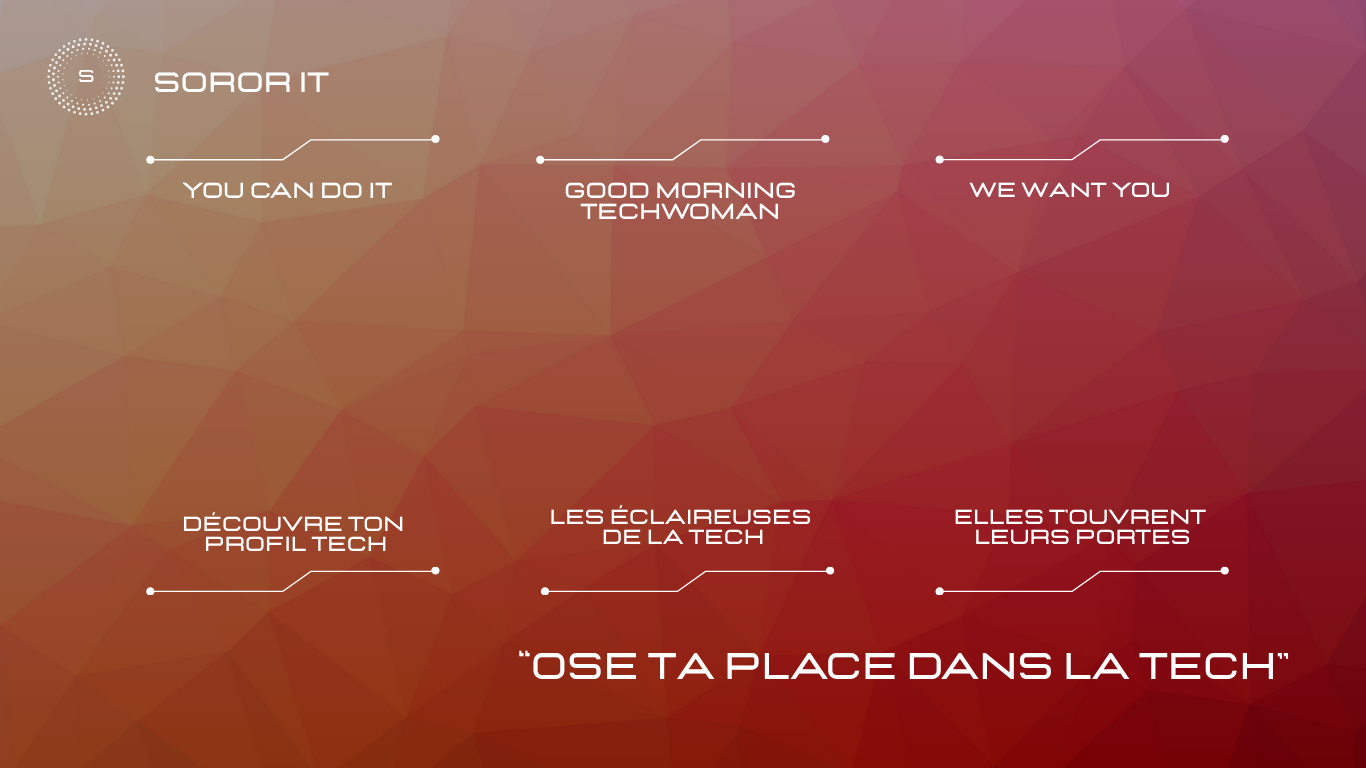 S
SOROR IT
YOU CAN DO IT
GOOD MORNING
TECHWOMAN
WE WANT YOU
DÉCOUVRE TON
PROFIL TECH
LES ÉCLAIREUSES
DE LA TECH
ELLES T'OUVRENT
LEURS PORTES
“OSE TA PLACE DANS LA TECH”